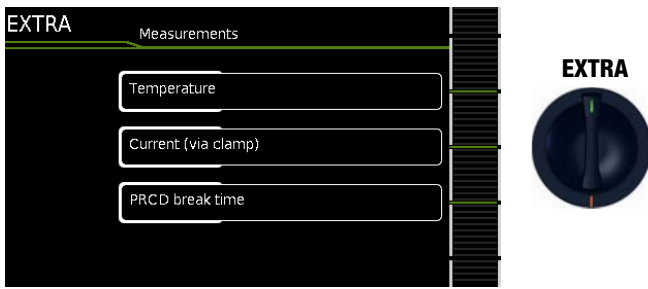 EXTRA
Measurements
Temperature
Current (via clamp)
PRCD break time
EXTRA